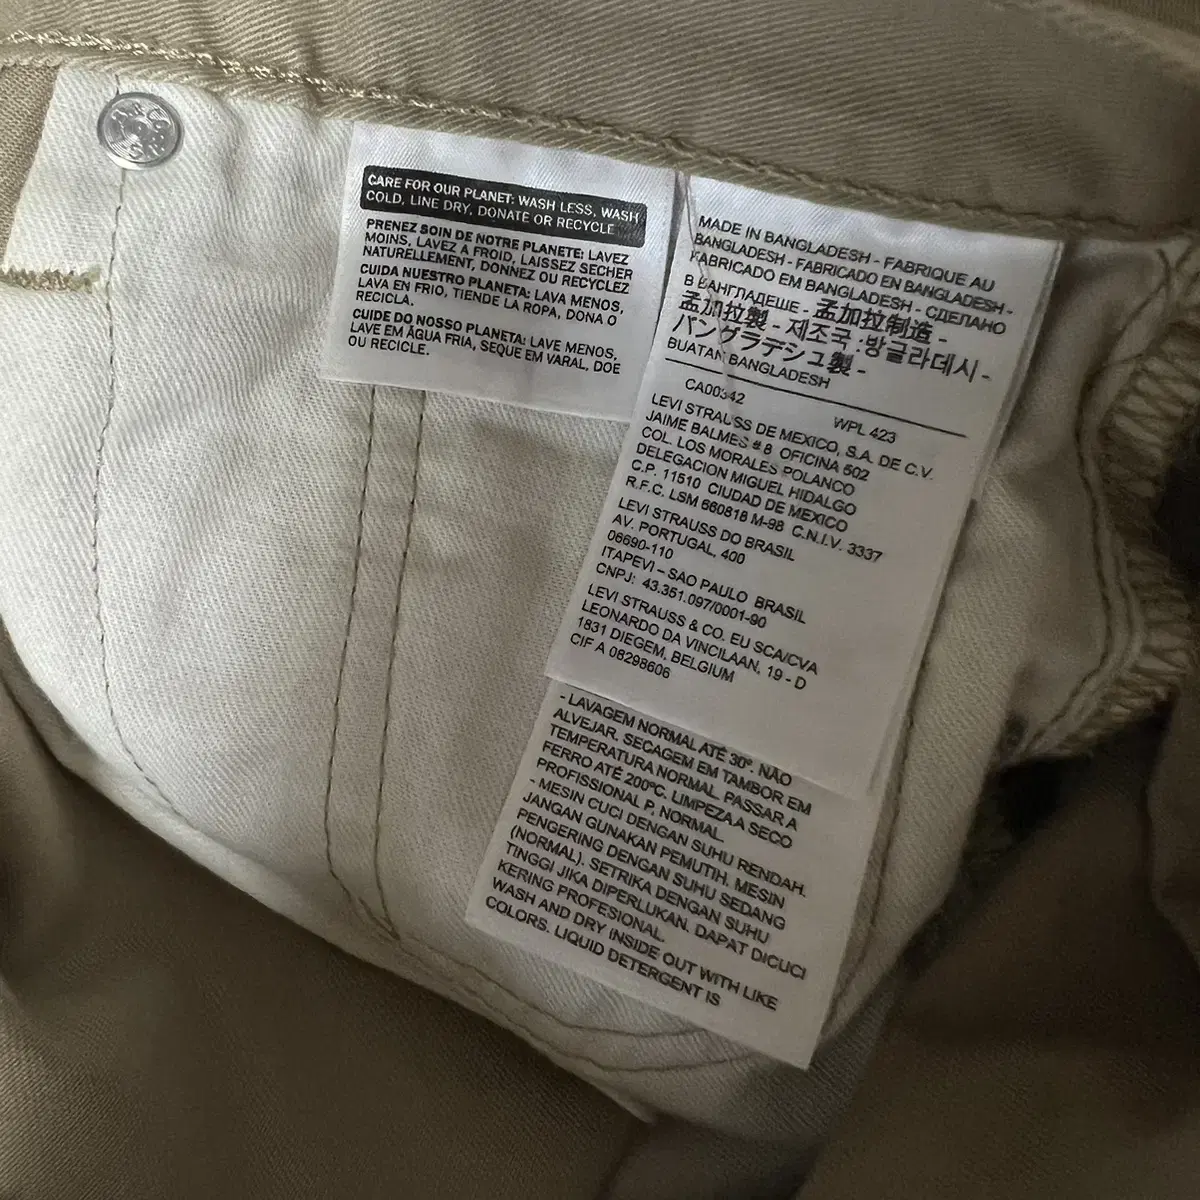 CARE FOR OUR PLANET: WASH LESS, WASH
COLD, LINE DRY, DONATE OR RECYCLE
PRENEZ SOIN DE NOTRE PLANETE: LAVEZ
MOINS, LAVEZ A FROID, LAISSEZ SECHER
NATURELLEMENT, DONNEZ OU RECYCLEZ
CUIDA NUESTRO PLANETA: LAVA MENOS,
LAVA EN FRIO, TIENDE LA ROPA, DONA O
RECICLA.
CUIDE DO NOSSO PLANETA: LAVE MENOS,
LAVE EM ÁGUA FRIA, SEQUE EM VARAL, DOE
OU RECICLE.
MADE IN BANGLADESH - FABRIQUE AU
BANGLADESH - FABRICADO EN BANGLADESH -
FABRICADO EM BANGLADESH - СДЕЛАНО
В БАНГЛАДЕШЕ - 孟加拉制造 -
孟加拉製 - 제조국 :방글라데시 -
バングラデシュ製 -
BUATAN BANGLADESH
CA00342
WPL 423
LEVI STRAUSS DE MEXICO, S.A. DE C.V.
JAIME BALMES # 8 OFICINA 602
COL. LOS MORALES POLANCO
DELEGACION MIGUEL HIDALGO
C.P. 11510 CIUDAD DE MEXICO
R.F.C. LSM 660818 M-98 C.N.I.V. 3337
LEVI STRAUSS DO BRASIL
AV. PORTUGAL, 400
06690-110
ITAPEVI – SAO PAULO BRASIL
CNPJ: 43.351.097/0001-90
LEVI STRAUSS & CO. EU SCA/CVA
LEONARDO DA VINCILAAN, 19 - D
1831 DIEGEM, BELGIUM
CIF A 08298606
- LAVAGEM NORMAL ATÉ 30º. NÃO
ALVEJAR. SECAGEM EM TAMBOR EM
TEMPERATURA NORMAL. PASSAR A
FERRO ATÉ 200ºC. LIMPEZA A SECO
PROFISSIONAL P, NORMAL.
- MESIN CUCI DENGAN SUHU RENDAH.
JANGAN GUNAKAN PEMUTIH. MESIN
PENGERING DENGAN SUHU SEDANG
(NORMAL). SETRIKA DENGAN SUHU
TINGGI JIKA DIPERLUKAN. DAPAT DICUCI
KERING PROFESIONAL.
WASH AND DRY INSIDE OUT WITH LIKE
COLORS. LIQUID DETERGENT IS